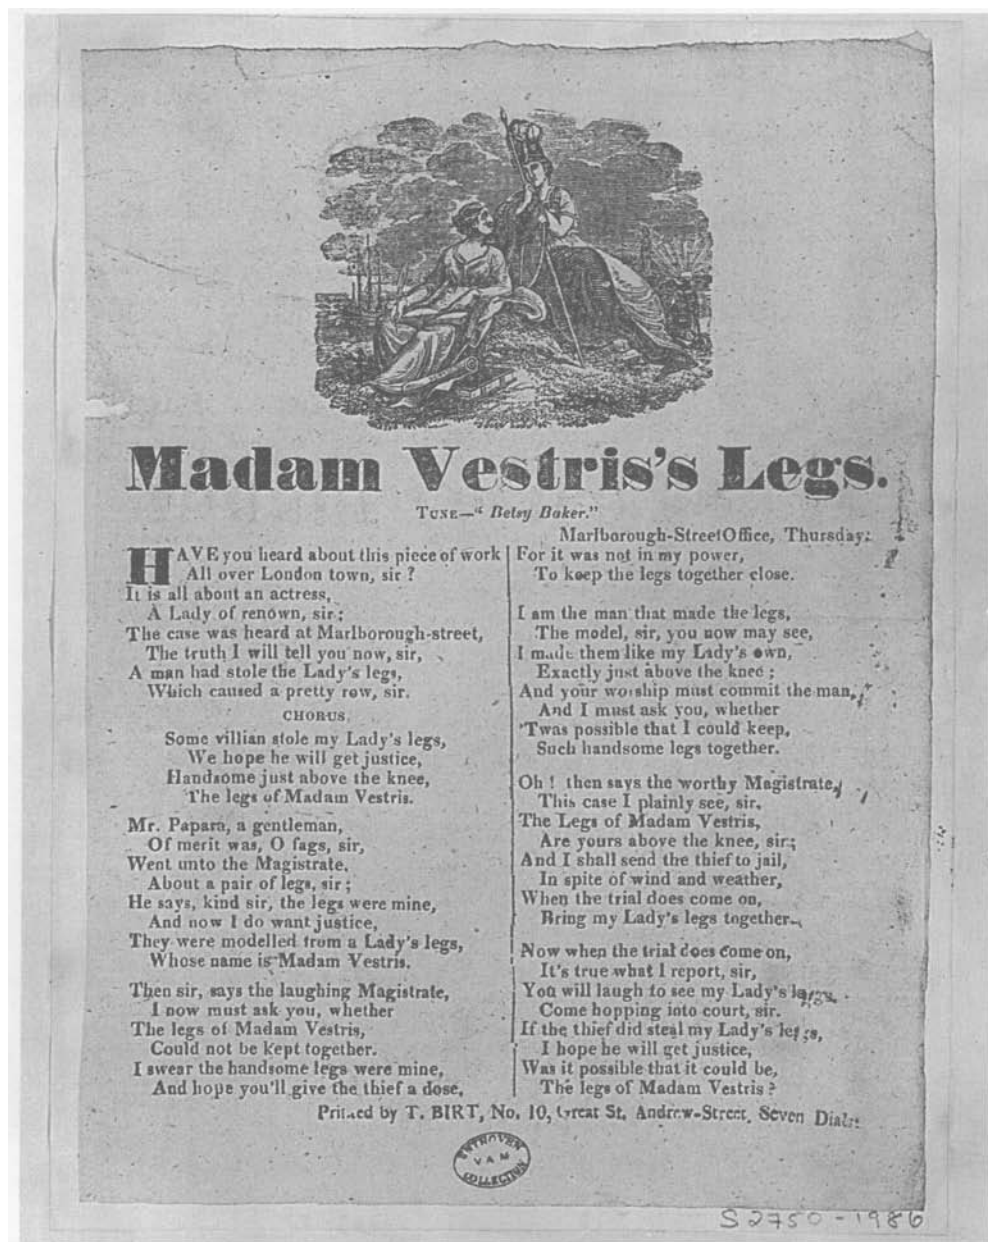 Madam Vestris's Legs.
TUNE—" Betsy Baker."
Marlborough-Street Office, Thursday.
HAVE you heard about this piece of work
All over London town, sir ?
It is all about an actress,
A Lady of renown, sir ;
The case was heard at Marlborough-street,
The truth I will tell you now, sir,
A man had stole the Lady's legs,
Which caused a pretty row, sir.
CHORUS.
Some villian stole my Lady's legs,
We hope he will get justice,
Handsome just above the knee,
The legs of Madam Vestris.
Mr. Papara, a gentleman,
Of merit was, O fags, sir,
Went unto the Magistrate,
About a pair of legs, sir ;
He says, kind sir, the legs were mine,
And now I do want justice,
They were modelled from a Lady's legs,
Whose name is Madam Vestris.
Then sir, says the laughing Magistrate,
I now must ask you, whether
The legs of Madam Vestris,
Could not be kept together.
I swear the handsome legs were mine,
And hope you'll give the thief a dose,
For it was not in my power,
To keep the legs together close.
I am the man that made the legs,
The model, sir, you now may see,
I made them like my Lady's own,
Exactly just above the knee ;
And your worship must commit the man,
And I must ask you, whether
'Twas possible that I could keep,
Such handsome legs together.
Oh ! then says the worthy Magistrate,
This case I plainly see, sir,
The Legs of Madam Vestris,
Are yours above the knee, sir ;
And I shall send the thief to jail,
In spite of wind and weather,
When the trial does come on,
Bring my Lady's legs together.
Now when the trial does come on,
It's true what I report, sir,
You will laugh to see my Lady's legs
Come hopping into court, sir.
If the thief did steal my Lady's legs,
I hope he will get justice,
Was it possible that it could be,
The legs of Madam Vestris ?
Printed by T. BIRT, No. 10, Great St. Andrew-Street, Seven Dials.
ENTHOVEN
V A M
COLLECTION
S 2750 - 1986